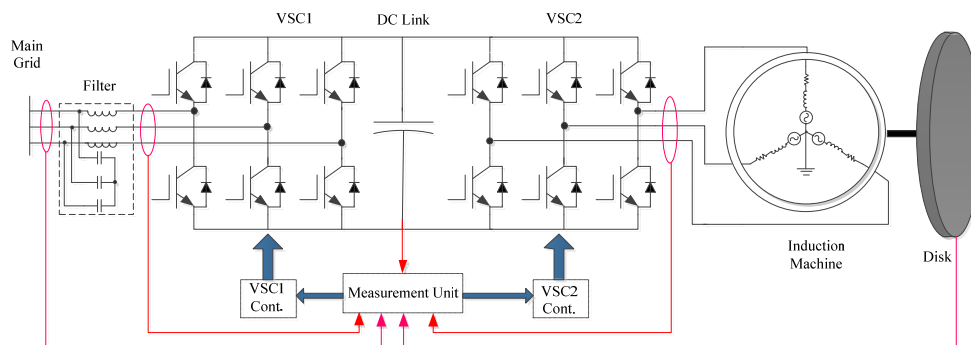 VSC1
DC Link
VSC2
Main
Grid
Filter
Induction
Machine
Disk
VSC1
Cont.
Measurement Unit
VSC2
Cont.